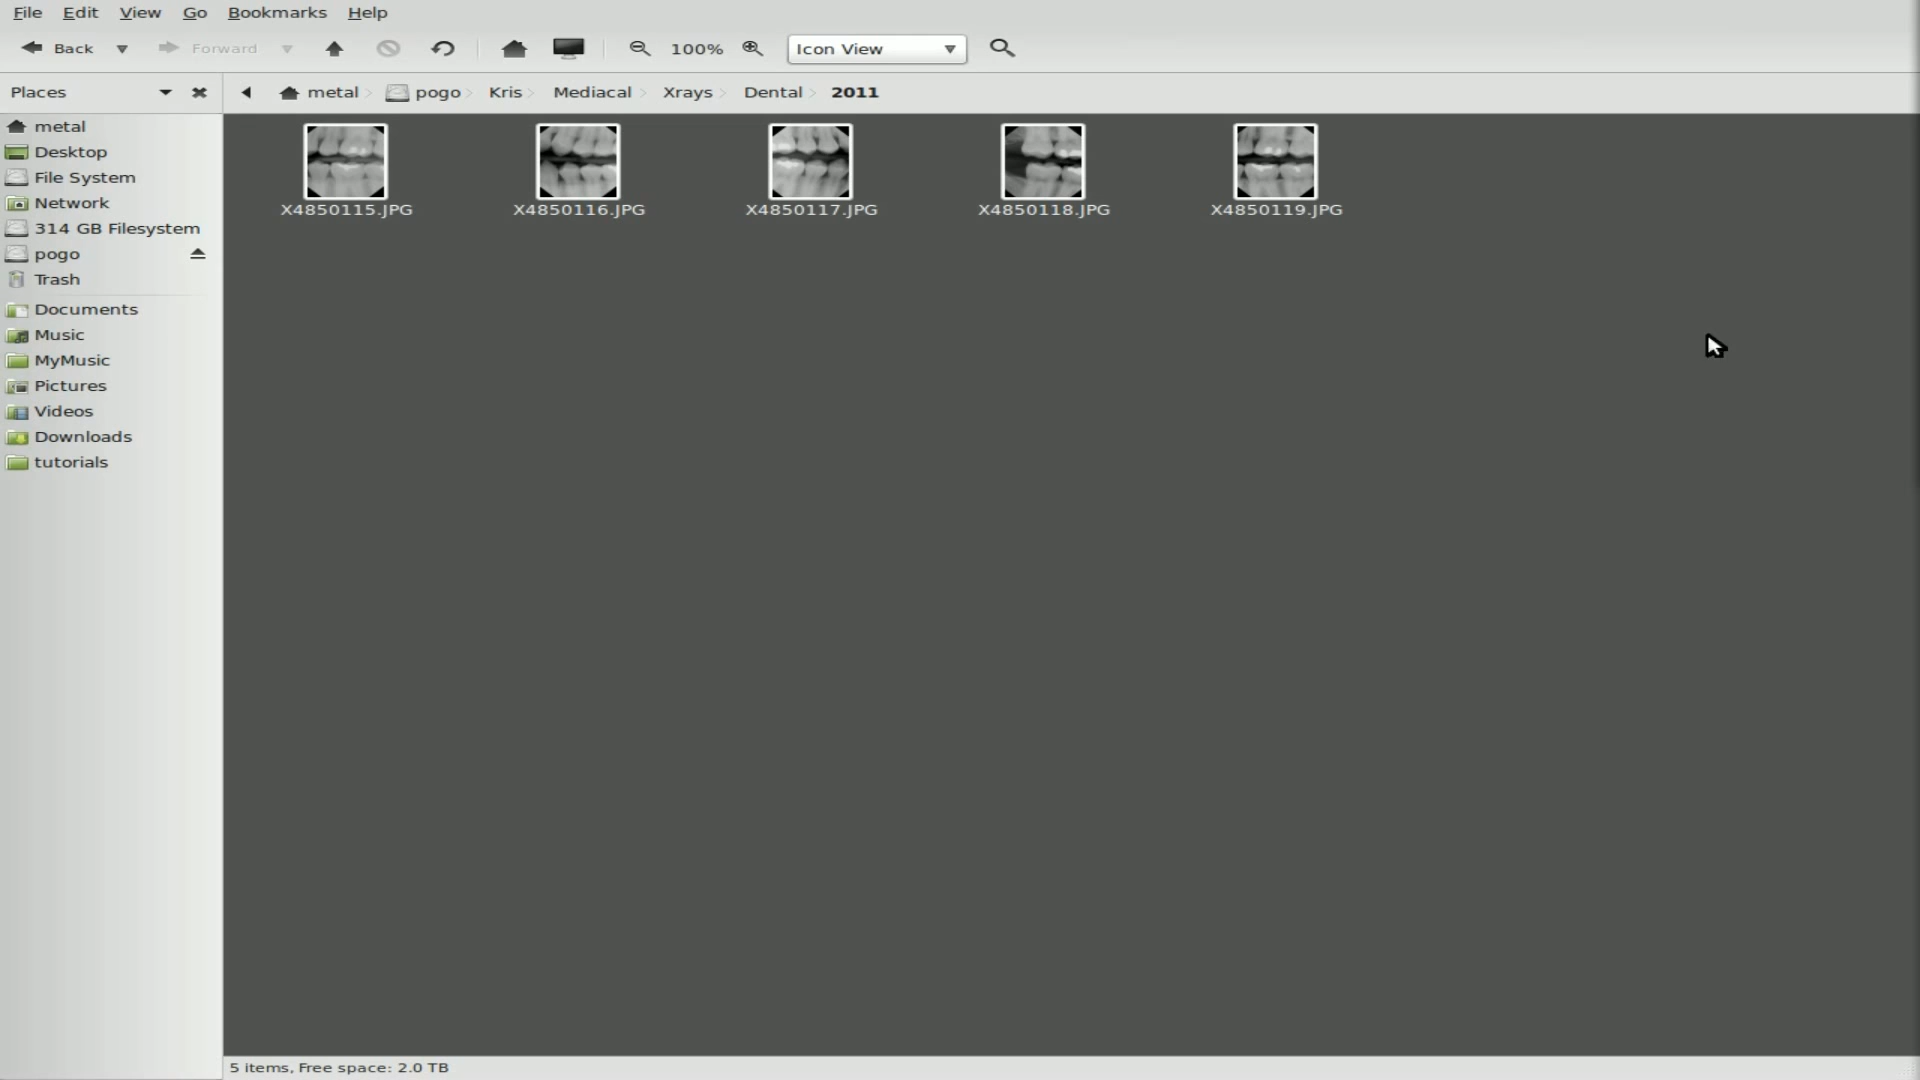 File Edit View Go Bookmarks Help
Back Forward 100% Icon View
Places metal pogo Kris Mediacal Xrays Dental 2011
metal
Desktop
File System
Network
314 GB Filesystem
pogo
Trash
Documents
Music
MyMusic
Pictures
Videos
Downloads
tutorials
X4850115.JPG X4850116.JPG X4850117.JPG X4850118.JPG X4850119.JPG
5 items, Free space: 2.0 TB